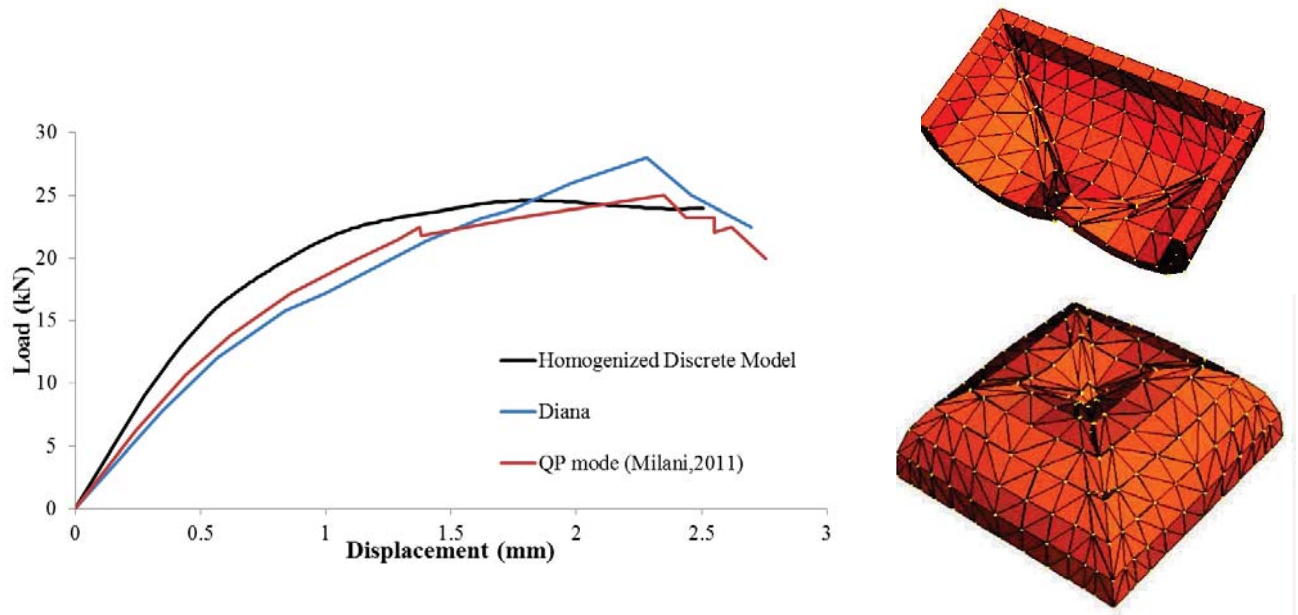 30
25
20
15
10
5
0
Load (kN)
Homogenized Discrete Model
Diana
QP mode (Milani,2011)
0 0.5 1 1.5 2 2.5 3
Displacement (mm)